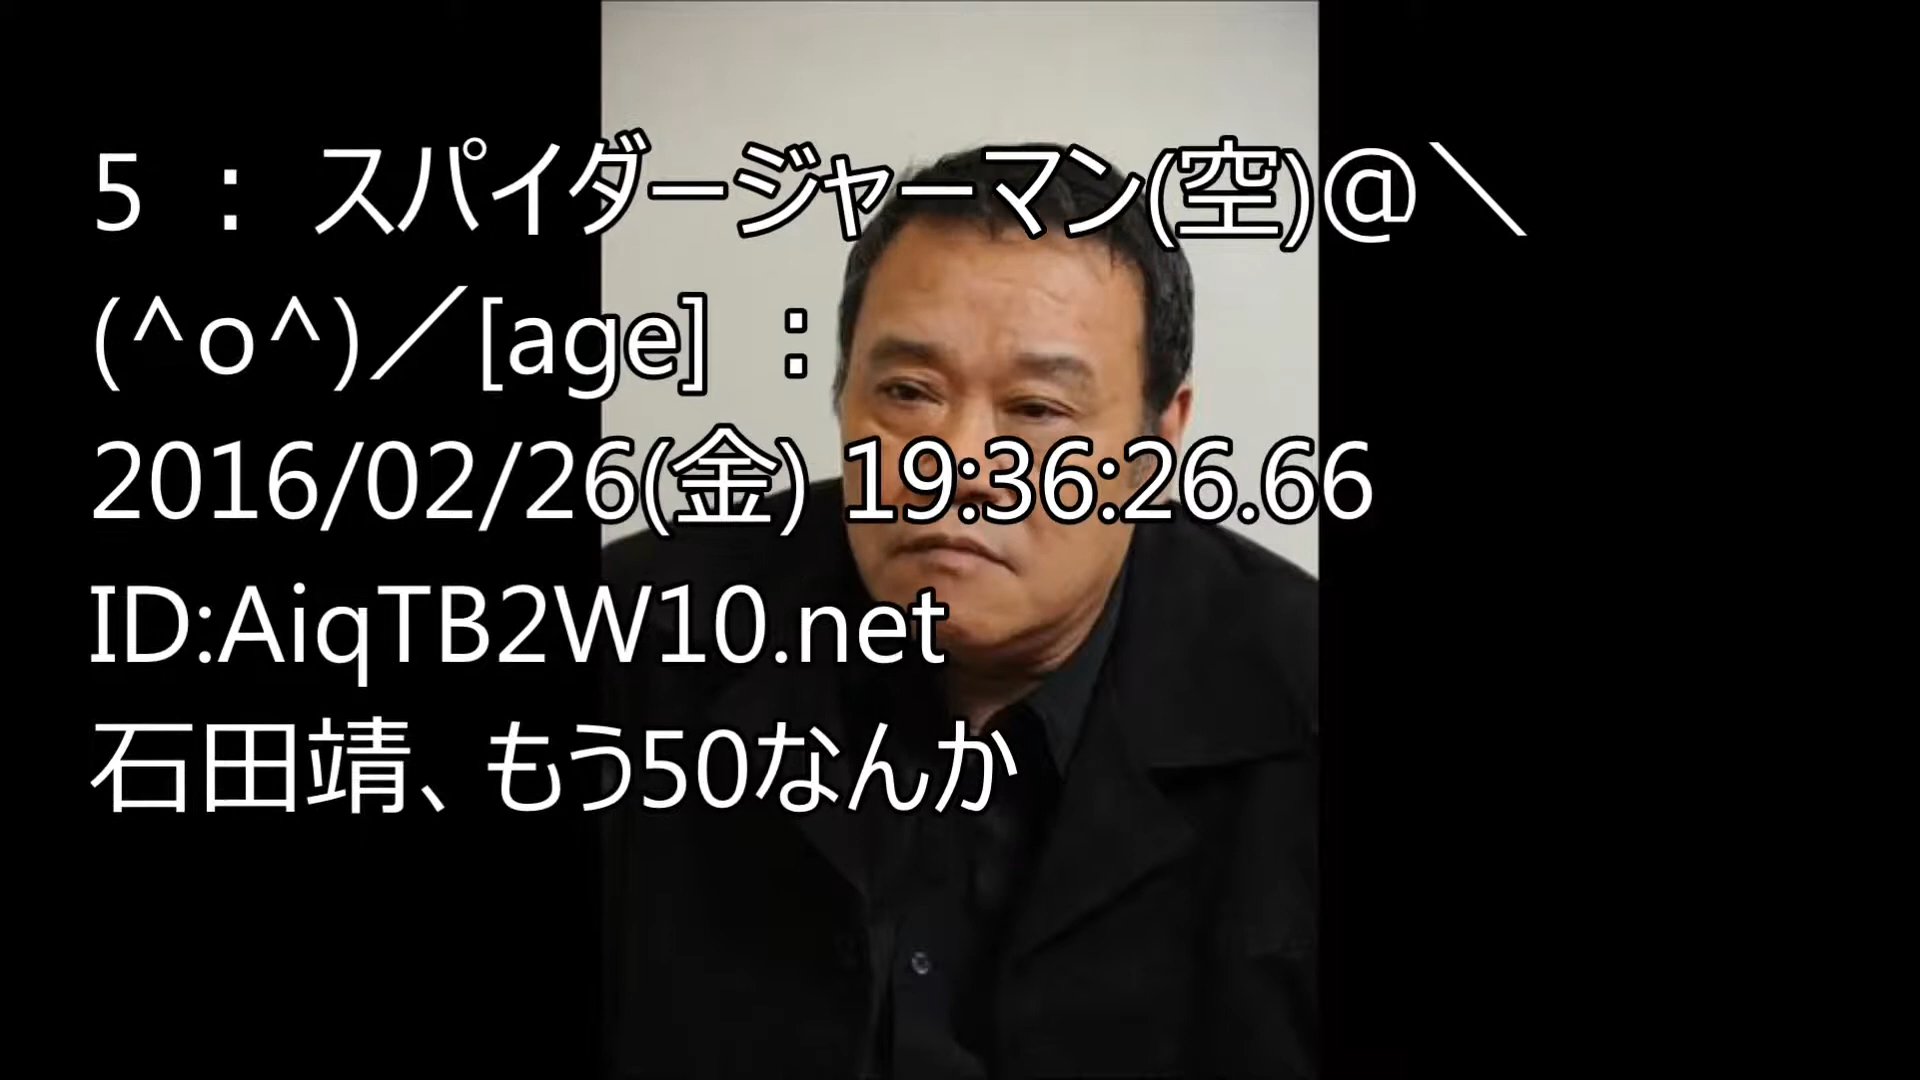 5 ： スパイダージャーマン(空)@＼
(^o^)／[age] ：
2016/02/26(金) 19:36:26.66
ID:AiqTB2W10.net
石田靖、もう50なんか